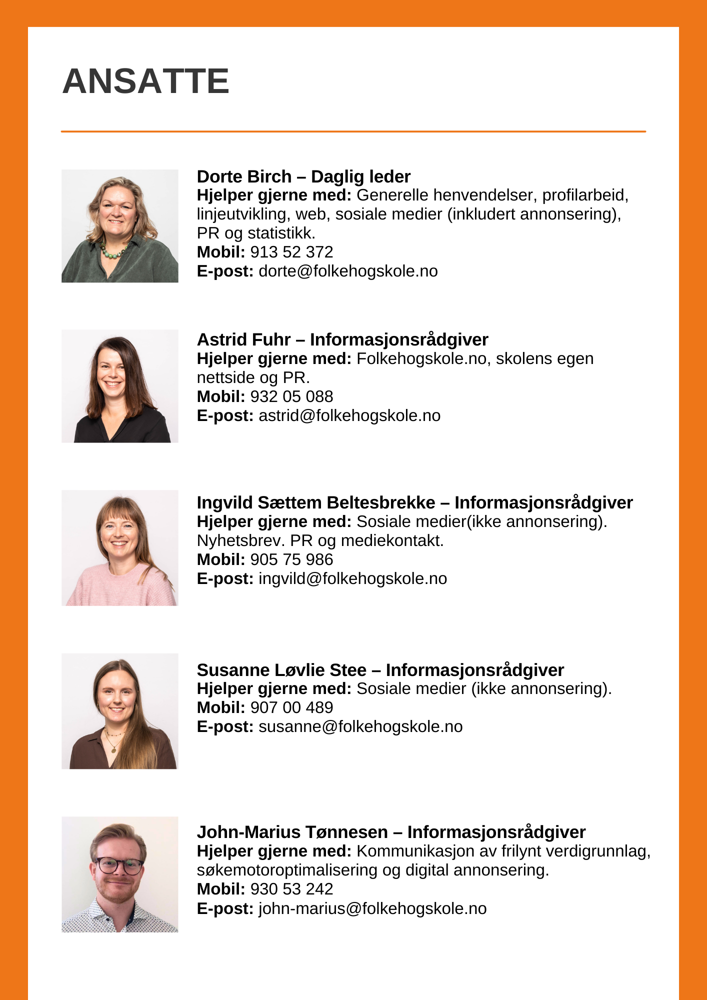 ANSATTE
Dorte Birch – Daglig leder
Hjelper gjerne med: Generelle henvendelser, profilarbeid,
linjeutvikling, web, sosiale medier (inkludert annonsering),
PR og statistikk.
Mobil: 913 52 372
E-post: dorte@folkehogskole.no
Astrid Fuhr – Informasjonsrådgiver
Hjelper gjerne med: Folkehogskole.no, skolens egen
nettside og PR.
Mobil: 932 05 088
E-post: astrid@folkehogskole.no
Ingvild Sættem Beltesbrekke – Informasjonsrådgiver
Hjelper gjerne med: Sosiale medier(ikke annonsering).
Nyhetsbrev. PR og mediekontakt.
Mobil: 905 75 986
E-post: ingvild@folkehogskole.no
Susanne Løvlie Stee – Informasjonsrådgiver
Hjelper gjerne med: Sosiale medier (ikke annonsering).
Mobil: 907 00 489
E-post: susanne@folkehogskole.no
John-Marius Tønnesen – Informasjonsrådgiver
Hjelper gjerne med: Kommunikasjon av frilynt verdigrunnlag,
søkemotoroptimalisering og digital annonsering.
Mobil: 930 53 242
E-post: john-marius@folkehogskole.no